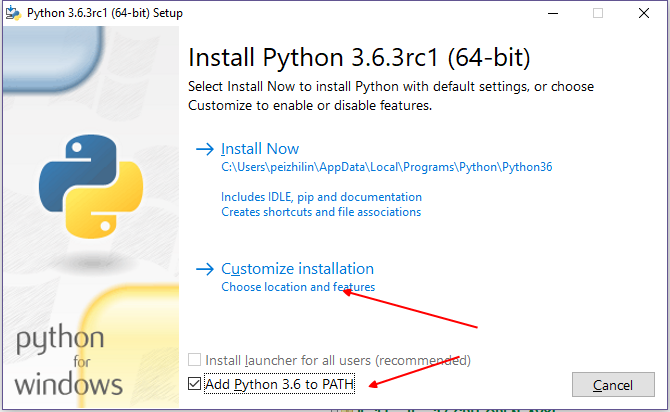 Python 3.6.3rc1 (64-bit) Setup
Install Python 3.6.3rc1 (64-bit)
Select Install Now to install Python with default settings, or choose
Customize to enable or disable features.
Install Now
C:\Users\peizhilin\AppData\Local\Programs\Python\Python36
Includes IDLE, pip and documentation
Creates shortcuts and file associations
Customize installation
Choose location and features
python
for
windows
Install launcher for all users (recommended)
Add Python 3.6 to PATH
Cancel